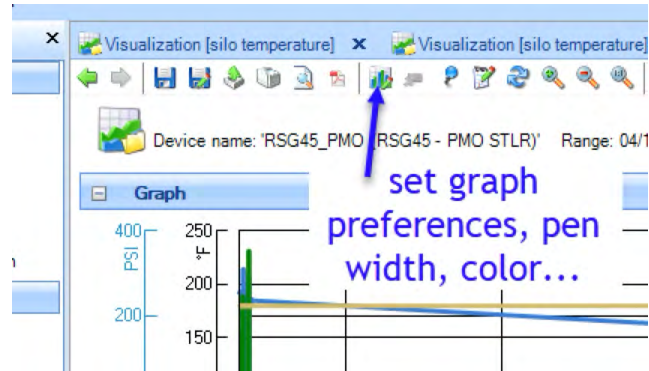 Visualization [silo temperature] x Visualization [silo temperature]
Device name: 'RSG45_PMO (RSG45 - PMO STLR)' Range: 04/1
set graph
preferences, pen
width, color...
Graph
PSI
400
200
°F
250
200
150